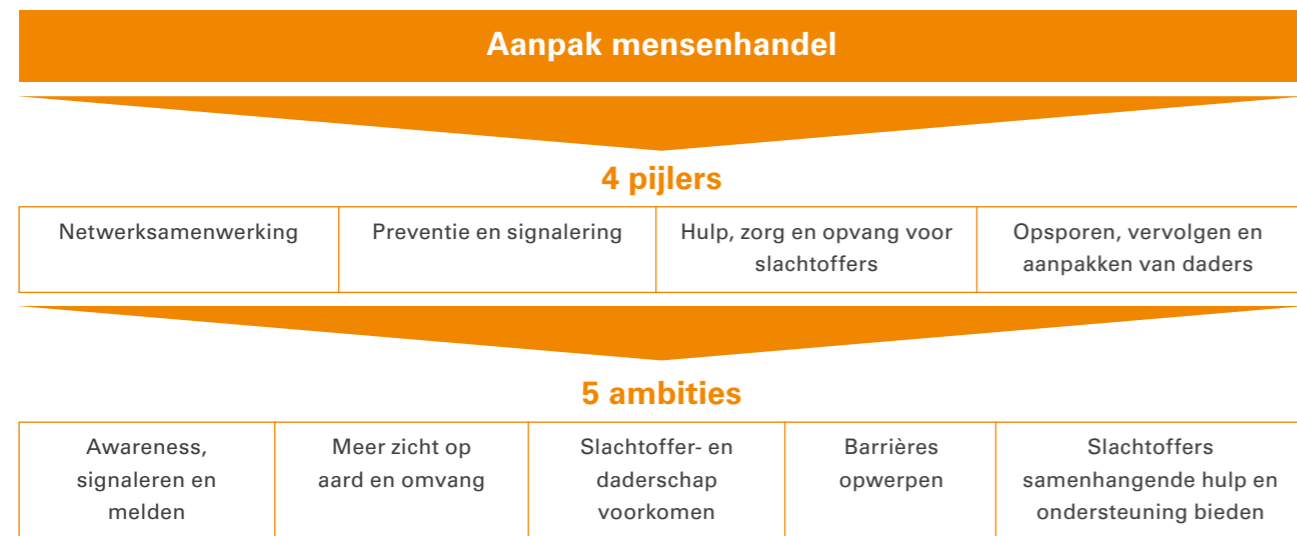 Aanpak mensenhandel
4 pijlers
Netwerksamenwerking
Preventie en signalering
Hulp, zorg en opvang voor
slachtoffers
Opsporen, vervolgen en
aanpakken van daders
5 ambities
Awareness,
signaleren en
melden
Meer zicht op
aard en omvang
Slachtoffer- en
daderschap
voorkomen
Barrières
opwerpen
Slachtoffers
samenhangende hulp en
ondersteuning bieden